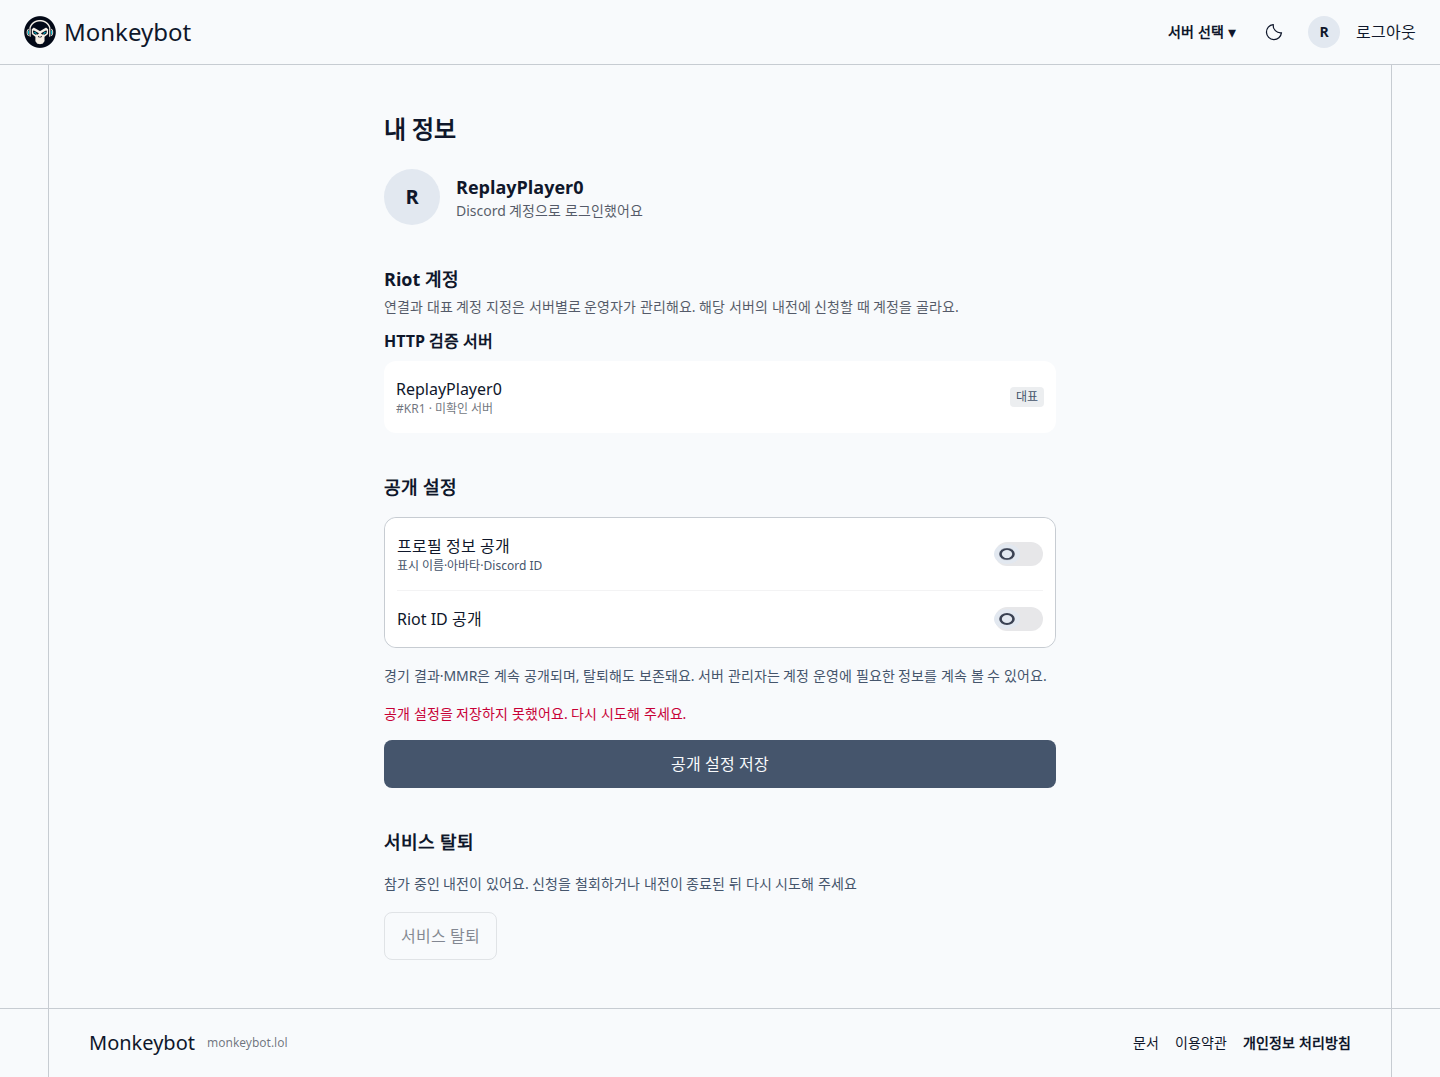 Monkeybot
서버 선택 ▾
R
로그아웃
내 정보
R
ReplayPlayer0
Discord 계정으로 로그인했어요
Riot 계정
연결과 대표 계정 지정은 서버별로 운영자가 관리해요. 해당 서버의 내전에 신청할 때 계정을 골라요.
HTTP 검증 서버
ReplayPlayer0
#KR1 · 미확인 서버
대표
공개 설정
프로필 정보 공개
표시 이름·아바타·Discord ID
Riot ID 공개
경기 결과·MMR은 계속 공개되며, 탈퇴해도 보존돼요. 서버 관리자는 계정 운영에 필요한 정보를 계속 볼 수 있어요.
공개 설정을 저장하지 못했어요. 다시 시도해 주세요.
공개 설정 저장
서비스 탈퇴
참가 중인 내전이 있어요. 신청을 철회하거나 내전이 종료된 뒤 다시 시도해 주세요
서비스 탈퇴
Monkeybot
monkeybot.lol
문서
이용약관
개인정보 처리방침